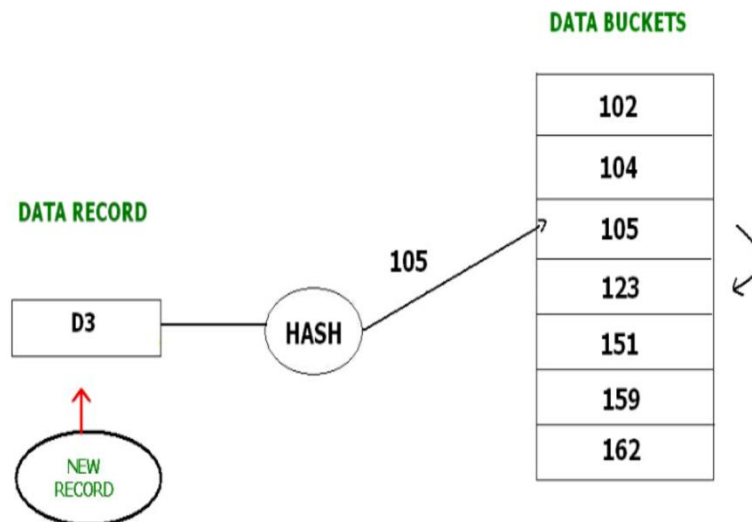 DATA BUCKETS
102
104
DATA RECORD
105
105
123
D3
HASH
151
159
162
NEW
RECORD